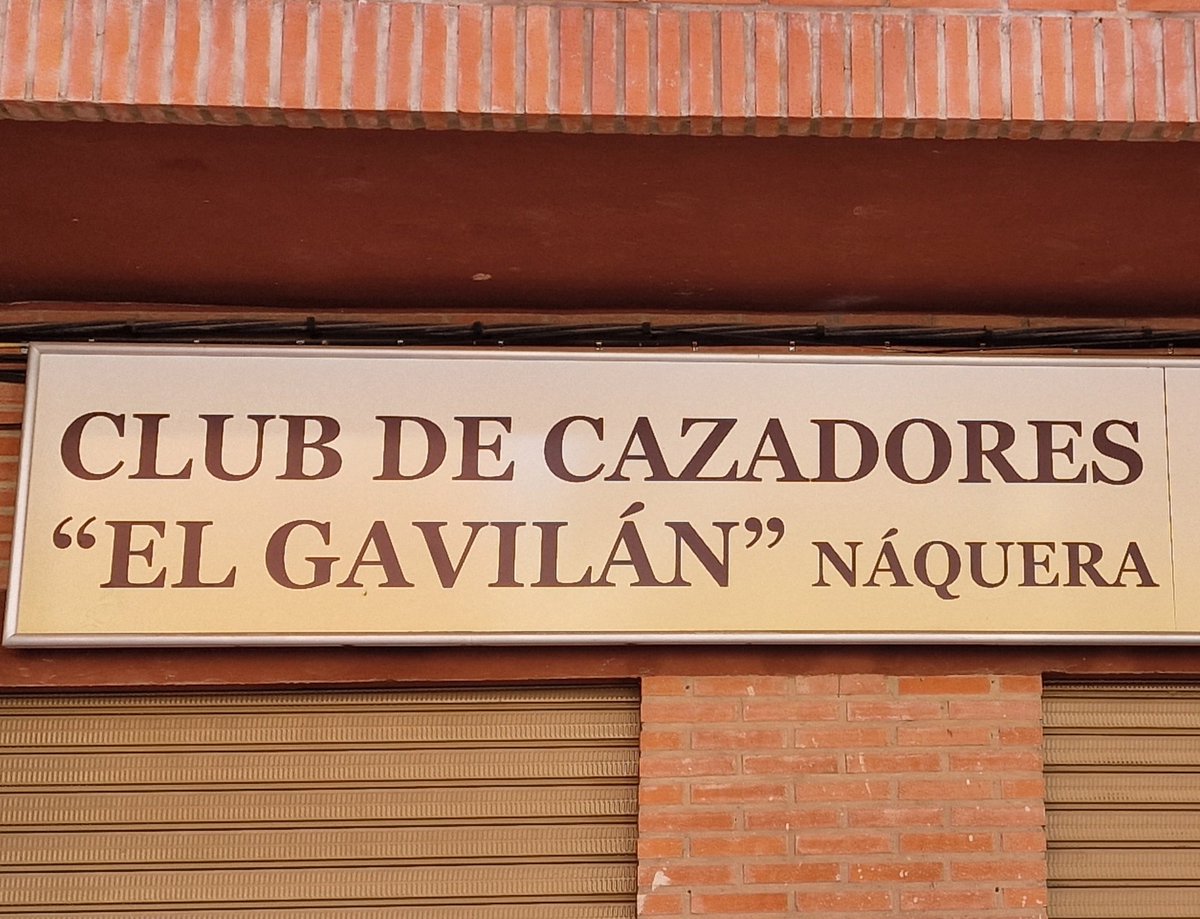 CLUB DE CAZADORES
“EL GAVILÁN” NÁQUERA